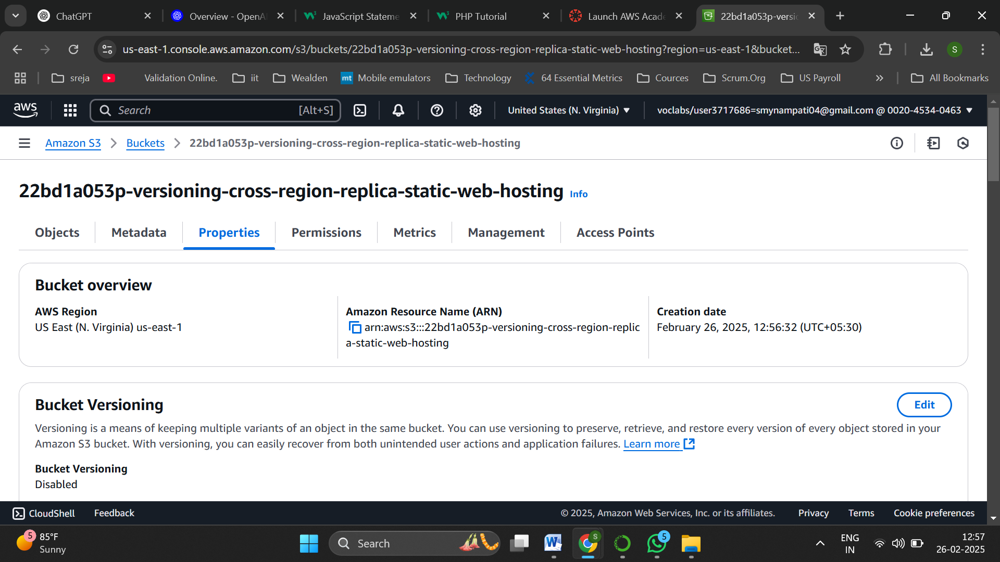 ChatGPT
Overview - OpenAI
JavaScript Stateme
PHP Tutorial
Launch AWS Acade
22bd1a053p-versio
us-east-1.console.aws.amazon.com/s3/buckets/22bd1a053p-versioning-cross-region-replica-static-web-hosting?region=us-east-1&bucket...
S
sreja
Validation Online.
iit
Wealden
mt Mobile emulators
Technology
64 Essential Metrics
Cources
Scrum.Org
US Payroll
All Bookmarks
aws
Search [Alt+S]
United States (N. Virginia)
voclabs/user3717686=smynampati04@gmail.com @ 0020-4534-0463
Amazon S3
Buckets
22bd1a053p-versioning-cross-region-replica-static-web-hosting
22bd1a053p-versioning-cross-region-replica-static-web-hosting Info
Objects
Metadata
Properties
Permissions
Metrics
Management
Access Points
Bucket overview
AWS Region
US East (N. Virginia) us-east-1
Amazon Resource Name (ARN)
arn:aws:s3:::22bd1a053p-versioning-cross-region-replic
a-static-web-hosting
Creation date
February 26, 2025, 12:56:32 (UTC+05:30)
Bucket Versioning
Edit
Versioning is a means of keeping multiple variants of an object in the same bucket. You can use versioning to preserve, retrieve, and restore every version of every object stored in your
Amazon S3 bucket. With versioning, you can easily recover from both unintended user actions and application failures. Learn more
Bucket Versioning
Disabled
CloudShell
Feedback
© 2025, Amazon Web Services, Inc. or its affiliates.
Privacy
Terms
Cookie preferences
5
85°F
Sunny
Search
W
S
5
ENG
IN
12:57
26-02-2025